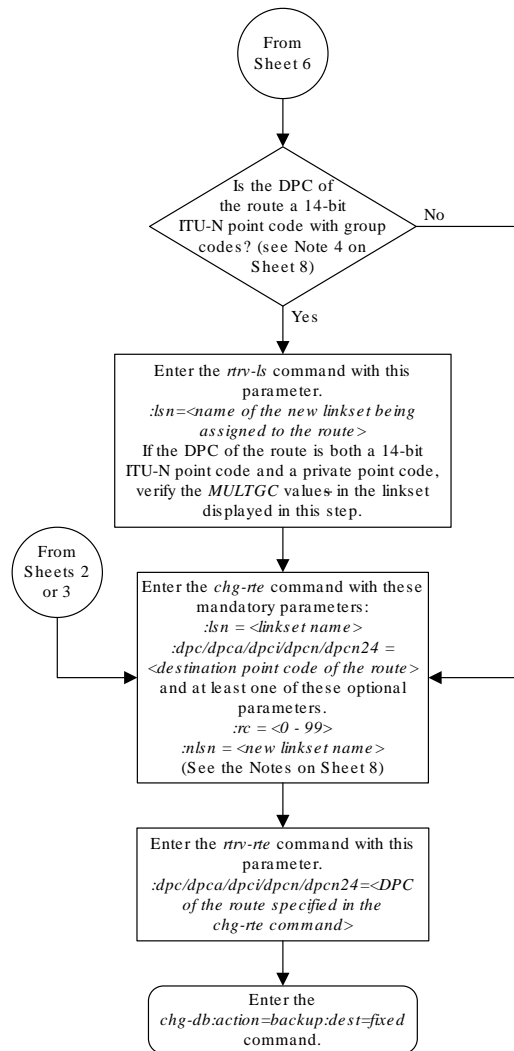 From
Sheet 6
Is the DPC of
the route a 14-bit
ITU-N point code with group
codes? (see Note 4 on
Sheet 8)
No
Yes
Enter the rtrv-ls command with this
parameter.
:lsn=<name of the new linkset being
assigned to the route>
If the DPC of the route is both a 14-bit
ITU-N point code and a private point code,
verify the MULTGC values in the linkset
displayed in this step.
From
Sheets 2
or 3
Enter the chg-rte command with these
mandatory parameters:
:lsn = <linkset name>
:dpc/dpca/dpci/dpcn/dpcn24 =
<destination point code of the route>
and at least one of these optional
parameters.
:rc = <0 - 99>
:nlsn = <new linkset name>
(See the Notes on Sheet 8)
Enter the rtrv-rte command with this
parameter.
:dpc/dpca/dpci/dpcn/dpcn24=<DPC
of the route specified in the
chg-rte command>
Enter the
chg-db:action=backup:dest=fixed
command.